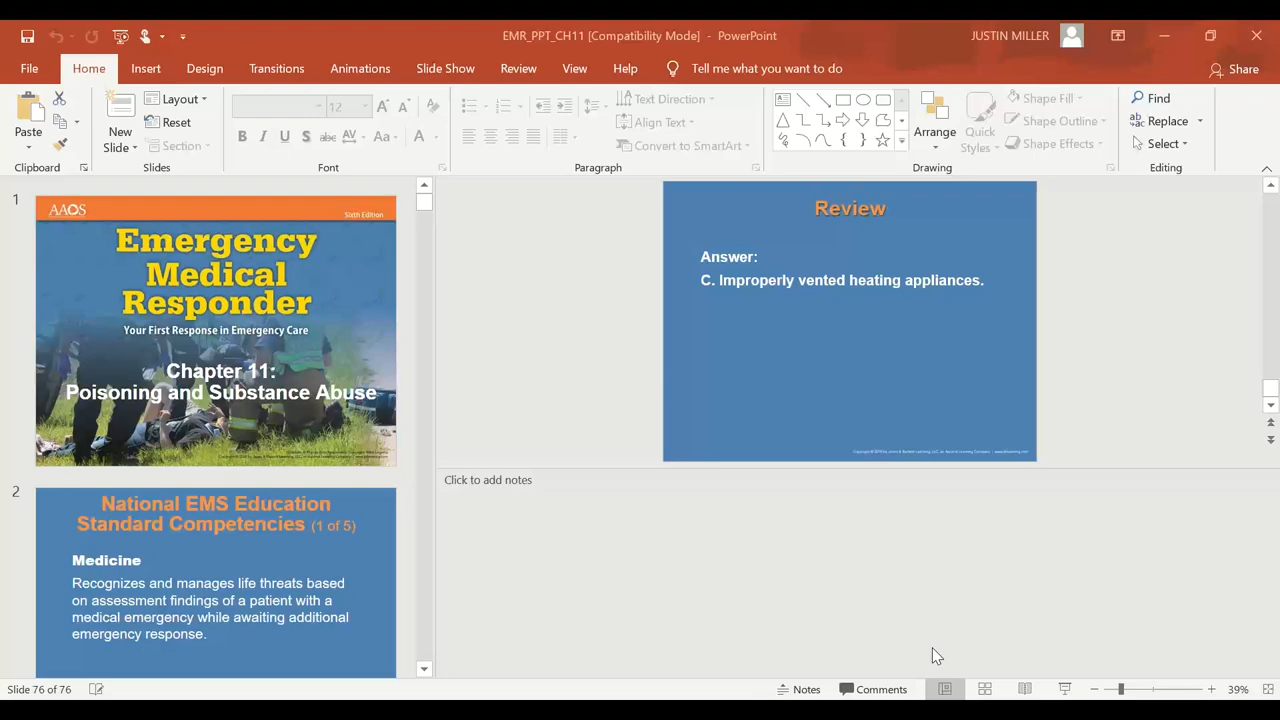 EMR_PPT_CH11 [Compatibility Mode] - PowerPoint
JUSTIN MILLER
File
Home
Insert
Design
Transitions
Animations
Slide Show
Review
View
Help
Tell me what you want to do
Share
Paste
Clipboard
New
Slide
Layout
Reset
Section
Slides
12
B I U S abc AV Aa A
Font
Text Direction
Align Text
Convert to SmartArt
Paragraph
Arrange
Quick
Styles
Shape Fill
Shape Outline
Shape Effects
Drawing
Find
Replace
Select
Editing
1
AAOS
Sixth Edition
Emergency
Medical
Responder
Your First Response in Emergency Care
Chapter 11:
Poisoning and Substance Abuse
2
National EMS Education
Standard Competencies (1 of 5)
Medicine
Recognizes and manages life threats based
on assessment findings of a patient with a
medical emergency while awaiting additional
emergency response.
Review
Answer:
C. Improperly vented heating appliances.
Click to add notes
Slide 76 of 76
Notes
Comments
39%